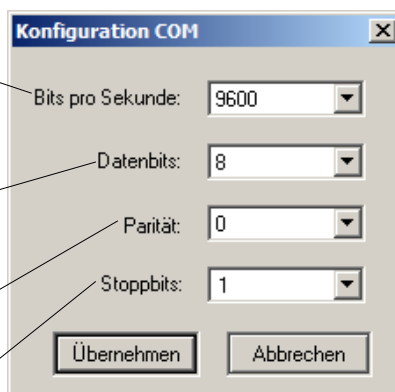 Konfiguration COM
Bits pro Sekunde: 9600
Datenbits: 8
Parität: 0
Stoppbits: 1
Übernehmen Abbrechen